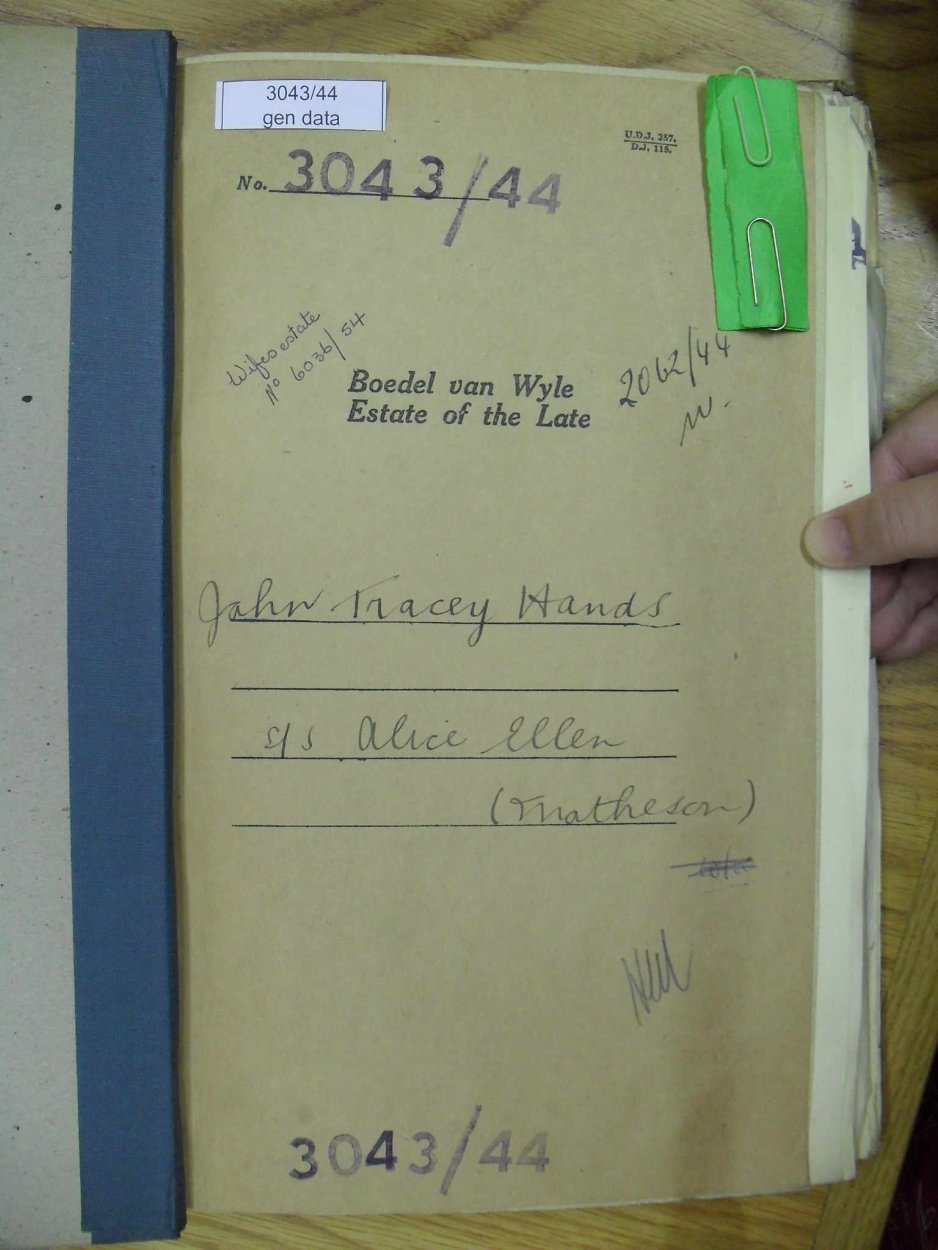 3043/44
gen data
U.D.J. 257.
D.J. 115.
No. 3043/44
Wifes estate
No 6036/54
2062/44
Boedel van Wyle
Estate of the Late
John Tracey Hands
s/s Alice Ellen
(Matheson)
3043/44